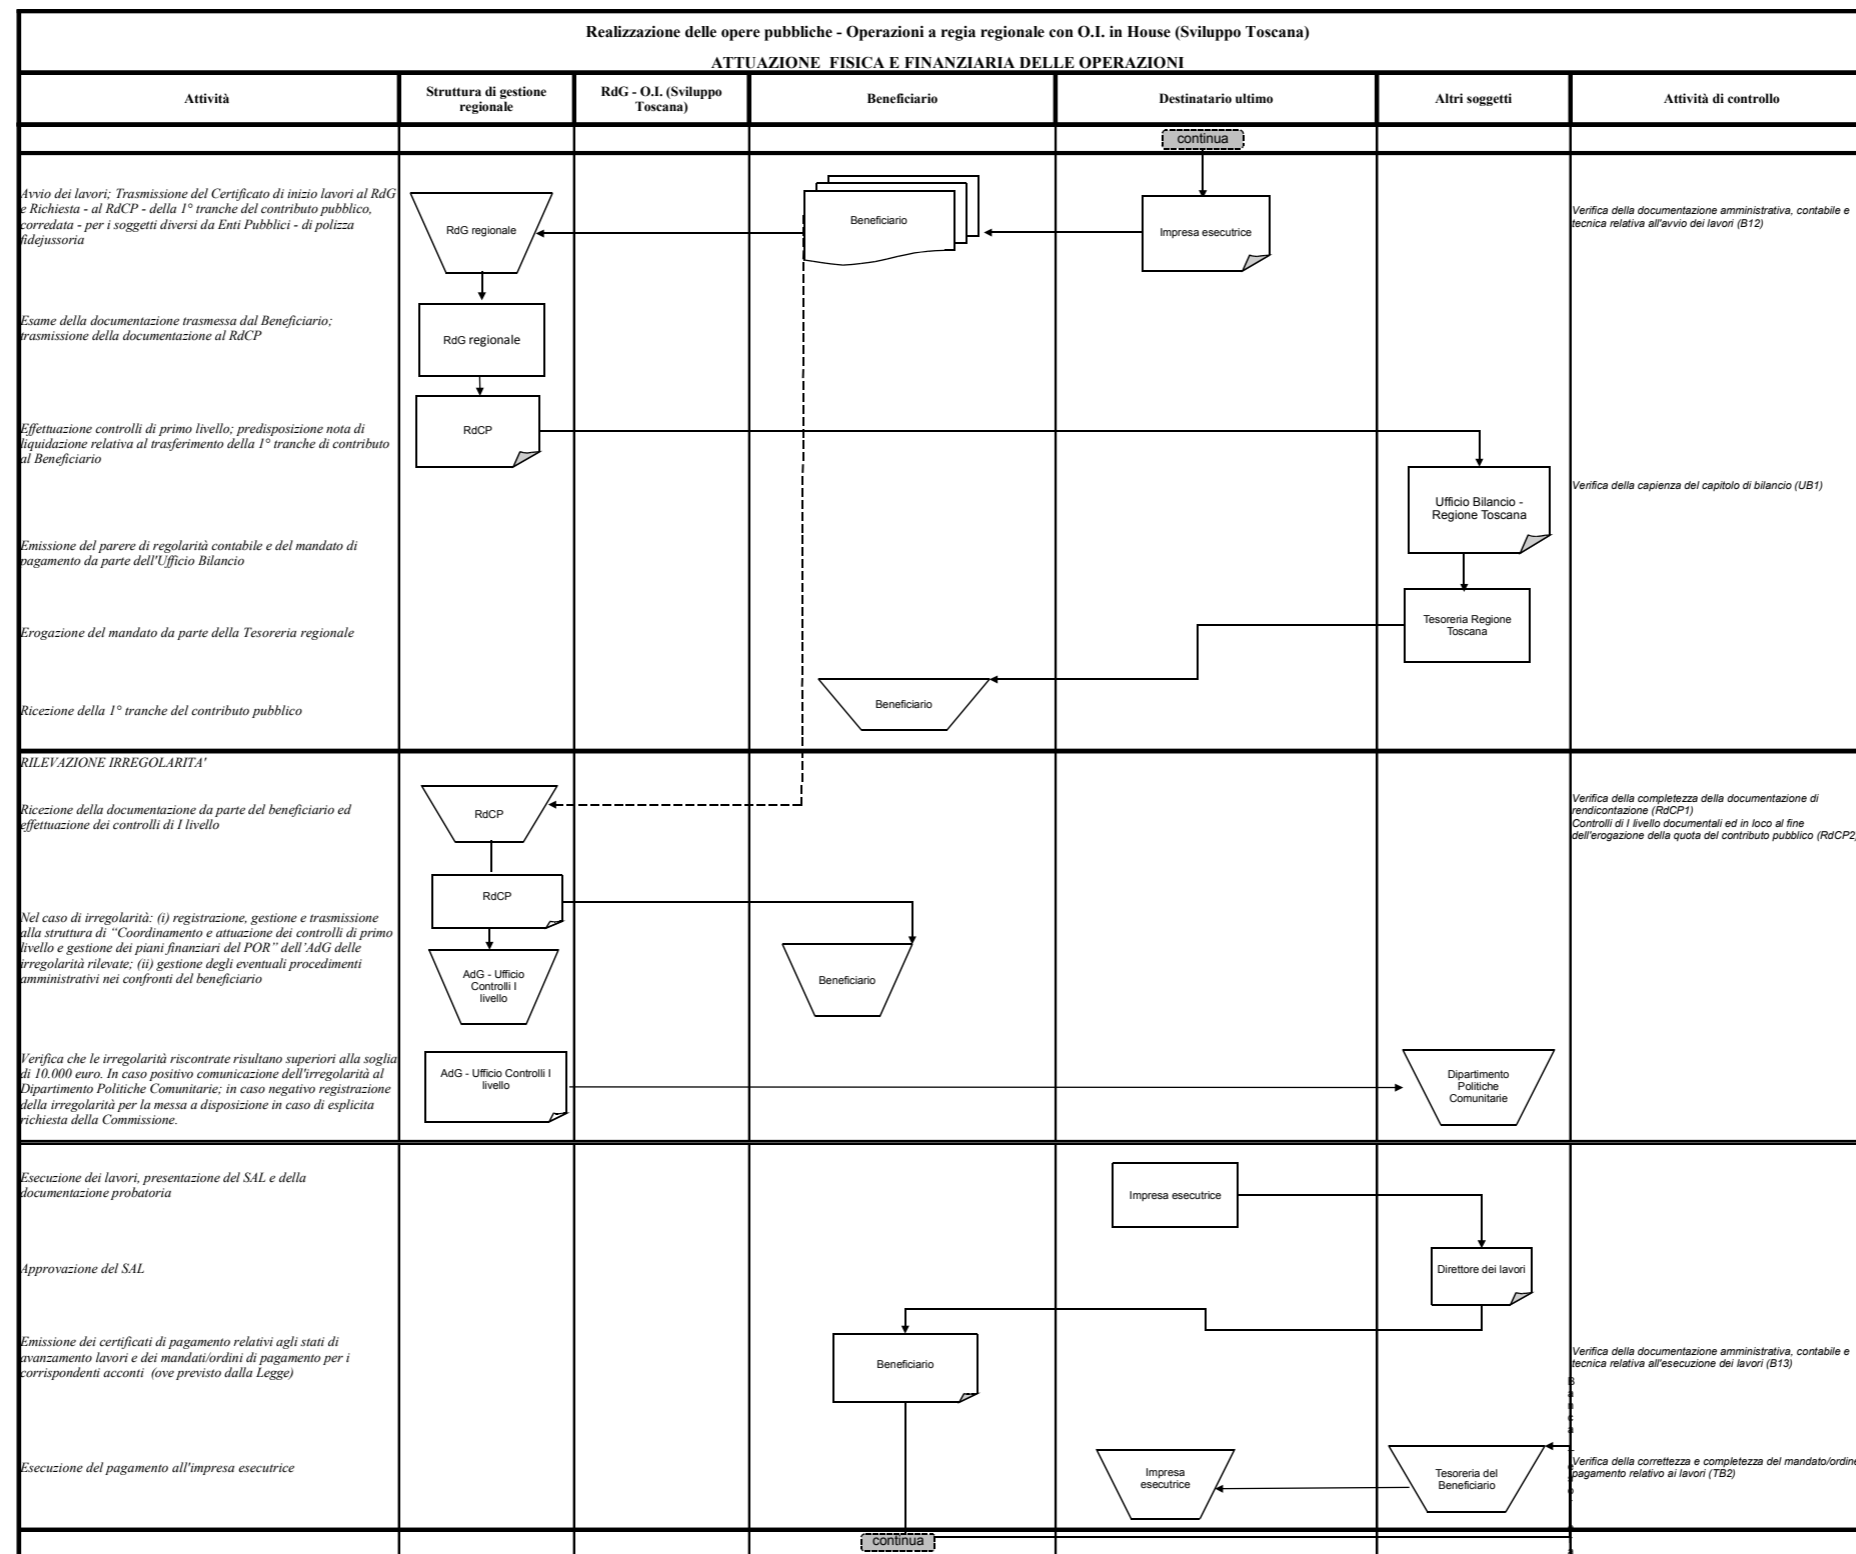 Realizzazione delle opere pubbliche - Operazioni a regia regionale con O.I. in House (Sviluppo Toscana)
ATTUAZIONE FISICA E FINANZIARIA DELLE OPERAZIONI
Attività
Struttura di gestione
regionale
RdG - O.I. (Sviluppo
Toscana)
Beneficiario
Destinatario ultimo
Altri soggetti
Attività di controllo
continua
Avvio dei lavori; Trasmissione del Certificato di inizio lavori al RdG
e Richiesta - al RdCP - della 1° tranche del contributo pubblico,
corredata - per i soggetti diversi da Enti Pubblici - di polizza
fidejussoria
RdG regionale
Beneficiario
Impresa esecutrice
Verifica della documentazione amministrativa, contabile e
tecnica relativa all'avvio dei lavori (B12)
Esame della documentazione trasmessa dal Beneficiario;
trasmissione della documentazione al RdCP
RdG regionale
Effettuazione controlli di primo livello; predisposizione nota di
liquidazione relativa al trasferimento della 1° tranche di contributo
al Beneficiario
RdCP
Ufficio Bilancio -
Regione Toscana
Verifica della capienza del capitolo di bilancio (UB1)
Emissione del parere di regolarità contabile e del mandato di
pagamento da parte dell'Ufficio Bilancio
Erogazione del mandato da parte della Tesoreria regionale
Tesoreria Regione
Toscana
Ricezione della 1° tranche del contributo pubblico
Beneficiario
RILEVAZIONE IRREGOLARITA'
Ricezione della documentazione da parte del beneficiario ed
effettuazione dei controlli di I livello
RdCP
Verifica della completezza della documentazione di
rendicontazione (RdCP1)
Controlli di I livello documentali ed in loco al fine
dell'erogazione della quota del contributo pubblico (RdCP2)
RdCP
Nel caso di irregolarità: (i) registrazione, gestione e trasmissione
alla struttura di “Coordinamento e attuazione dei controlli di primo
livello e gestione dei piani finanziari del POR” dell’AdG delle
irregolarità rilevate; (ii) gestione degli eventuali procedimenti
amministrativi nei confronti del beneficiario
AdG - Ufficio
Controlli I
livello
Beneficiario
Verifica che le irregolarità riscontrate risultano superiori alla soglia
di 10.000 euro. In caso positivo comunicazione dell'irregolarità al
Dipartimento Politiche Comunitarie; in caso negativo registrazione
della irregolarità per la messa a disposizione in caso di esplicita
richiesta della Commissione.
AdG - Ufficio Controlli I
livello
Dipartimento
Politiche
Comunitarie
Esecuzione dei lavori, presentazione del SAL e della
documentazione probatoria
Impresa esecutrice
Approvazione del SAL
Direttore dei lavori
Emissione dei certificati di pagamento relativi agli stati di
avanzamento lavori e dei mandati/ordini di pagamento per i
corrispondenti acconti (ove previsto dalla Legge)
Beneficiario
Verifica della documentazione amministrativa, contabile e
tecnica relativa all'esecuzione dei lavori (B13)
Esecuzione del pagamento all'impresa esecutrice
Impresa
esecutrice
Tesoreria del
Beneficiario
Verifica della correttezza e completezza del mandato/ordine
pagamento relativo ai lavori (TB2)
continua